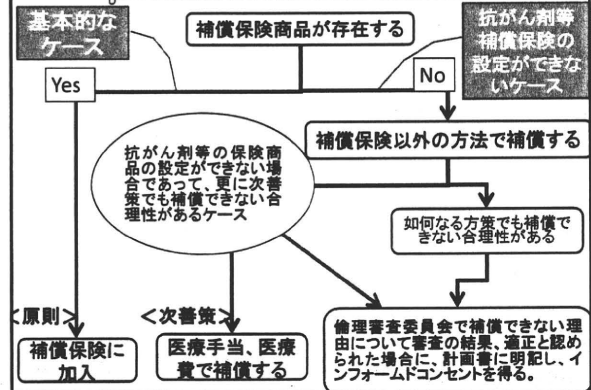 基本的な
ケース
補償保険商品が存在する
抗がん剤等
補償保険の
設定ができな
いケース
Yes
No
補償保険以外の方法で補償する
抗がん剤等の保険商
品の設定ができない場
合であって、更に次善
策でも補償できない合
理性があるケース
如何なる方策でも補償で
きない合理性がある
＜原則＞
＜次善策＞
補償保険に
加入
医療手当、医療
費で補償する
倫理審査委員会で補償できない理
由について審査の結果、適正と認め
られた場合に、計画書に明記し、イ
ンフォームドコンセントを得る。